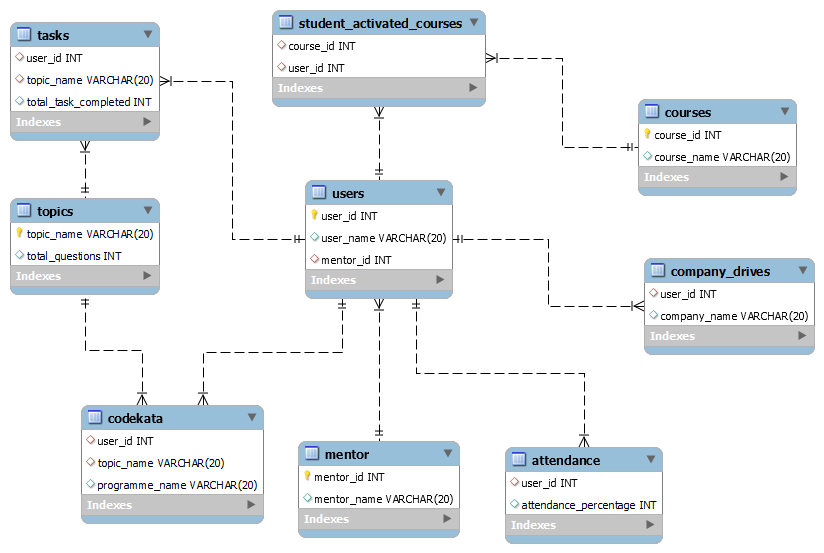 tasks
user_id INT
topic_name VARCHAR(20)
total_task_completed INT
Indexes
student_activated_courses
course_id INT
user_id INT
Indexes
courses
course_id INT
course_name VARCHAR(20)
Indexes
topics
topic_name VARCHAR(20)
total_questions INT
Indexes
users
user_id INT
user_name VARCHAR(20)
mentor_id INT
Indexes
company_drives
user_id INT
company_name VARCHAR(20)
Indexes
codekata
user_id INT
topic_name VARCHAR(20)
programme_name VARCHAR(20)
Indexes
mentor
mentor_id INT
mentor_name VARCHAR(20)
Indexes
attendance
user_id INT
attendance_percentage INT
Indexes